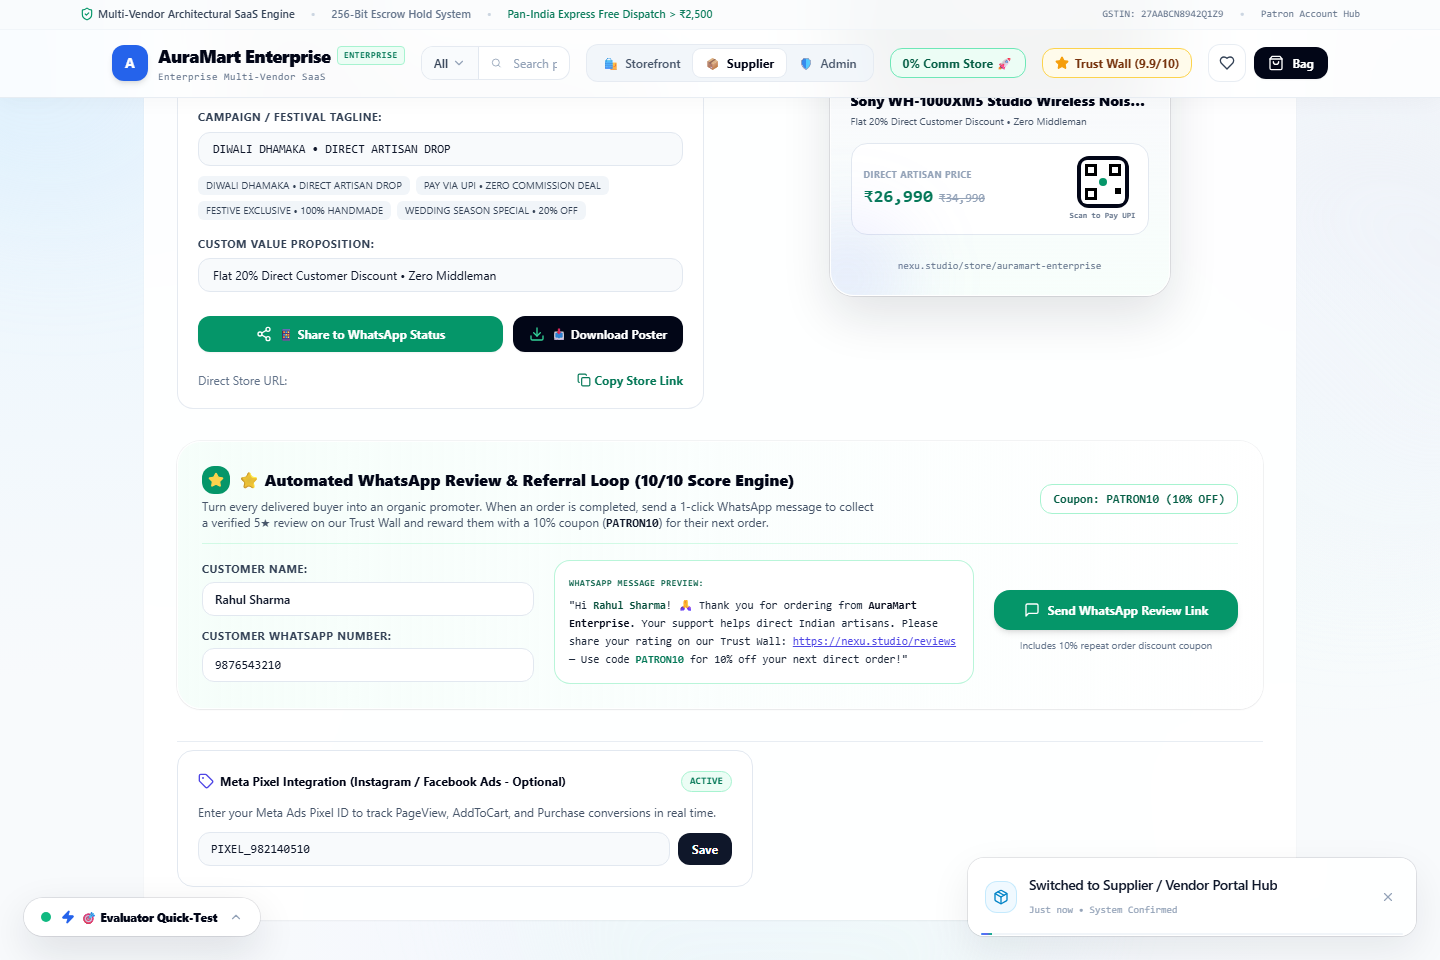 Multi-Vendor Architectural SaaS Engine • 256-Bit Escrow Hold System • Pan-India Express Free Dispatch > ₹2,500
GSTIN: 27AABCN8942Q1Z9 • Patron Account Hub
A
AuraMart Enterprise ENTERPRISE
Enterprise Multi-Vendor SaaS
All
Search p
Storefront
Supplier
Admin
0% Comm Store 🚀
Trust Wall (9.9/10)
Bag
CAMPAIGN / FESTIVAL TAGLINE:
DIWALI DHAMAKA • DIRECT ARTISAN DROP
DIWALI DHAMAKA • DIRECT ARTISAN DROP
PAY VIA UPI • ZERO COMMISSION DEAL
FESTIVE EXCLUSIVE • 100% HANDMADE
WEDDING SEASON SPECIAL • 20% OFF
CUSTOM VALUE PROPOSITION:
Flat 20% Direct Customer Discount • Zero Middleman
Share to WhatsApp Status
Download Poster
Direct Store URL:
Copy Store Link
Sony WH-1000XM5 Studio Wireless Nois...
Flat 20% Direct Customer Discount • Zero Middleman
DIRECT ARTISAN PRICE
₹26,990 ₹34,990
Scan to Pay UPI
nexu.studio/store/auramart-enterprise
⭐ Automated WhatsApp Review & Referral Loop (10/10 Score Engine)
Turn every delivered buyer into an organic promoter. When an order is completed, send a 1-click WhatsApp message to collect
a verified 5★ review on our Trust Wall and reward them with a 10% coupon (PATRON10) for their next order.
Coupon: PATRON10 (10% OFF)
CUSTOMER NAME:
Rahul Sharma
CUSTOMER WHATSAPP NUMBER:
9876543210
WHATSAPP MESSAGE PREVIEW:
"Hi Rahul Sharma! 🙏 Thank you for ordering from AuraMart
Enterprise. Your support helps direct Indian artisans. Please
share your rating on our Trust Wall: https://nexu.studio/reviews
— Use code PATRON10 for 10% off your next direct order!"
Send WhatsApp Review Link
Includes 10% repeat order discount coupon
Meta Pixel Integration (Instagram / Facebook Ads - Optional)
ACTIVE
Enter your Meta Ads Pixel ID to track PageView, AddToCart, and Purchase conversions in real time.
PIXEL_982140510
Save
Evaluator Quick-Test
Switched to Supplier / Vendor Portal Hub
Just now • System Confirmed